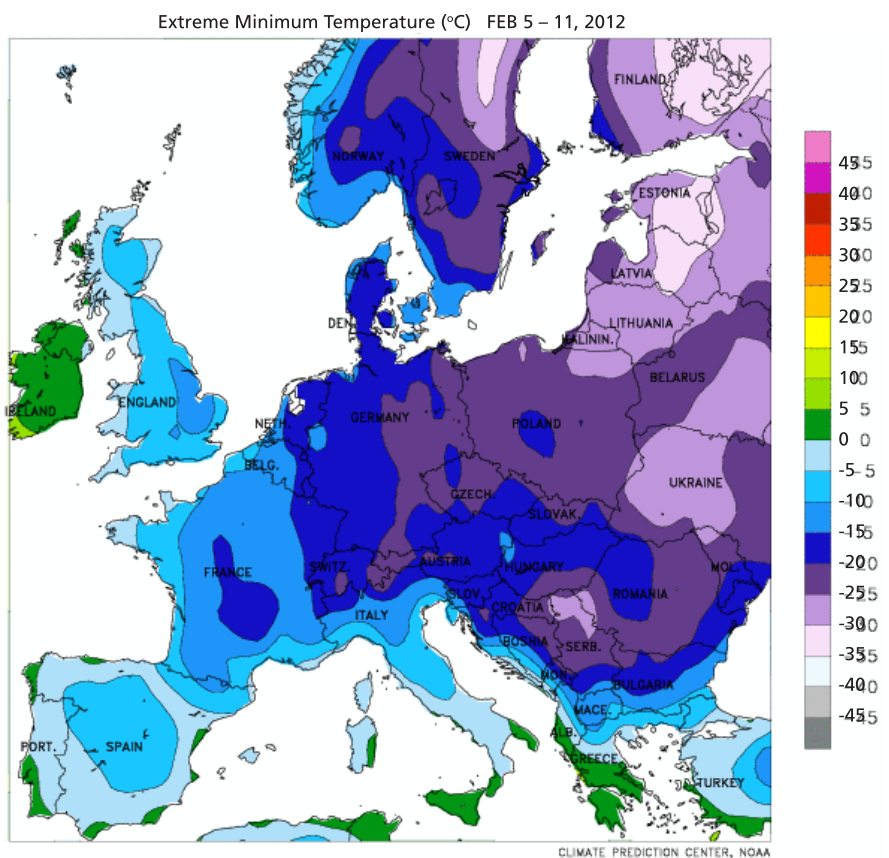 Extreme Minimum Temperature (°C) FEB 5 – 11, 2012
FINLAND
NORWAY
SWEDEN
ESTONIA
LATVIA
LITHUANIA
DEN.
KALININ.
BELARUS
IRELAND
ENGLAND
NETH.
GERMANY
POLAND
BELG.
CZECH.
UKRAINE
SLOVAK.
FRANCE
SWITZ.
AUSTRIA
HUNGARY
MOL.
ROMANIA
SLOV.
CROATIA
ITALY
BOSNIA
SERB.
MON.
BULGARIA
MACE.
ALB.
PORT.
SPAIN
GREECE
TURKEY
45
40
35
30
25
20
15
10
5
0
-5
-10
-15
-20
-25
-30
-35
-40
-45
CLIMATE PREDICTION CENTER, NOAA